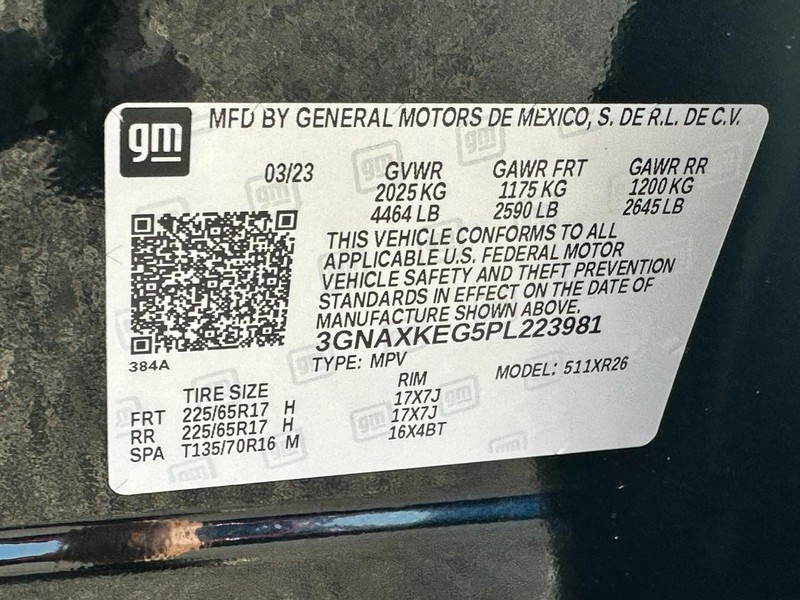 gm MFD BY GENERAL MOTORS DE MEXICO, S. DE R.L. DE C.V.
03/23 GVWR GAWR FRT GAWR RR
2025 KG 1175 KG 1200 KG
4464 LB 2590 LB 2645 LB
THIS VEHICLE CONFORMS TO ALL
APPLICABLE U.S. FEDERAL MOTOR
VEHICLE SAFETY AND THEFT PREVENTION
STANDARDS IN EFFECT ON THE DATE OF
MANUFACTURE SHOWN ABOVE.
3GNAXKEG5PL223981
384A
TYPE: MPV MODEL: 511XR26
TIRE SIZE RIM
FRT 225/65R17 H 17X7J
RR 225/65R17 H 17X7J
SPA T135/70R16 M 16X4BT